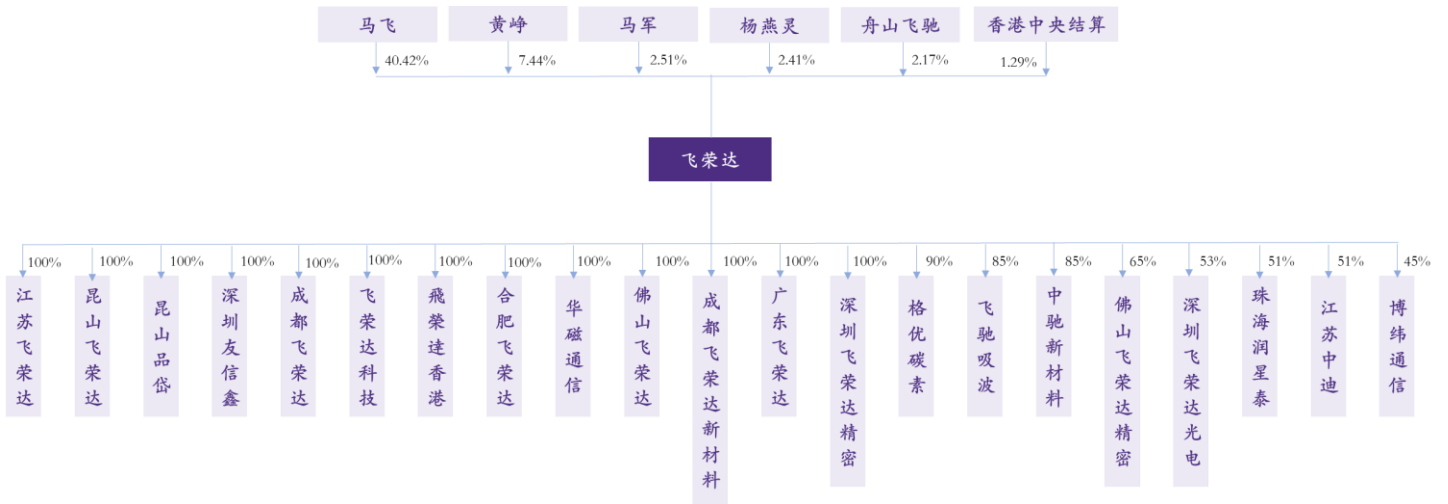 马飞
黄峥
马军
杨燕灵
舟山飞驰
香港中央结算
40.42%
7.44%
2.51%
2.41%
2.17%
1.29%
飞荣达
100%
100%
100%
100%
100%
100%
100%
100%
100%
100%
100%
100%
100%
90%
85%
85%
65%
53%
51%
51%
45%
江苏飞荣达
昆山飞荣达
昆山品岱
深圳友信鑫
成都飞荣达
飞荣达科技
飛榮達香港
合肥飞荣达
华磁通信
佛山飞荣达
成都飞荣达新材料
广东飞荣达
深圳飞荣达精密
格优碳素
飞驰吸波
中驰新材料
佛山飞荣达精密
深圳飞荣达光电
珠海润星泰
江苏中迪
博纬通信